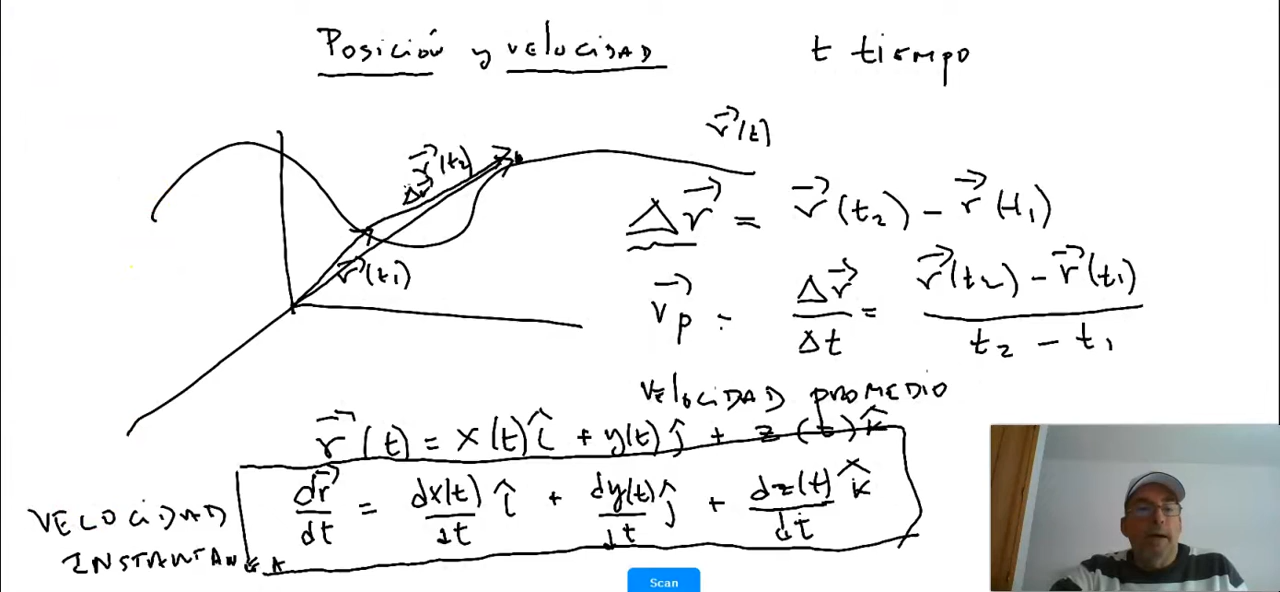 Posición y velocidad
t tiempo
r⃗(t)
r⃗(t₂)
Δr⃗
r⃗(t₁)
Δr⃗ = r⃗(t₂) - r⃗(t₁)
v⃗p = Δr⃗/Δt = (r⃗(t₂) - r⃗(t₁))/(t₂ - t₁)
velocidad promedio
r⃗(t) = x(t)î + y(t)ĵ + z(t)k̂
dr⃗/dt = dx(t)/dt î + dy(t)/dt ĵ + dz(t)/dt k̂
VELOCIDAD
INSTANTANEA
Scan